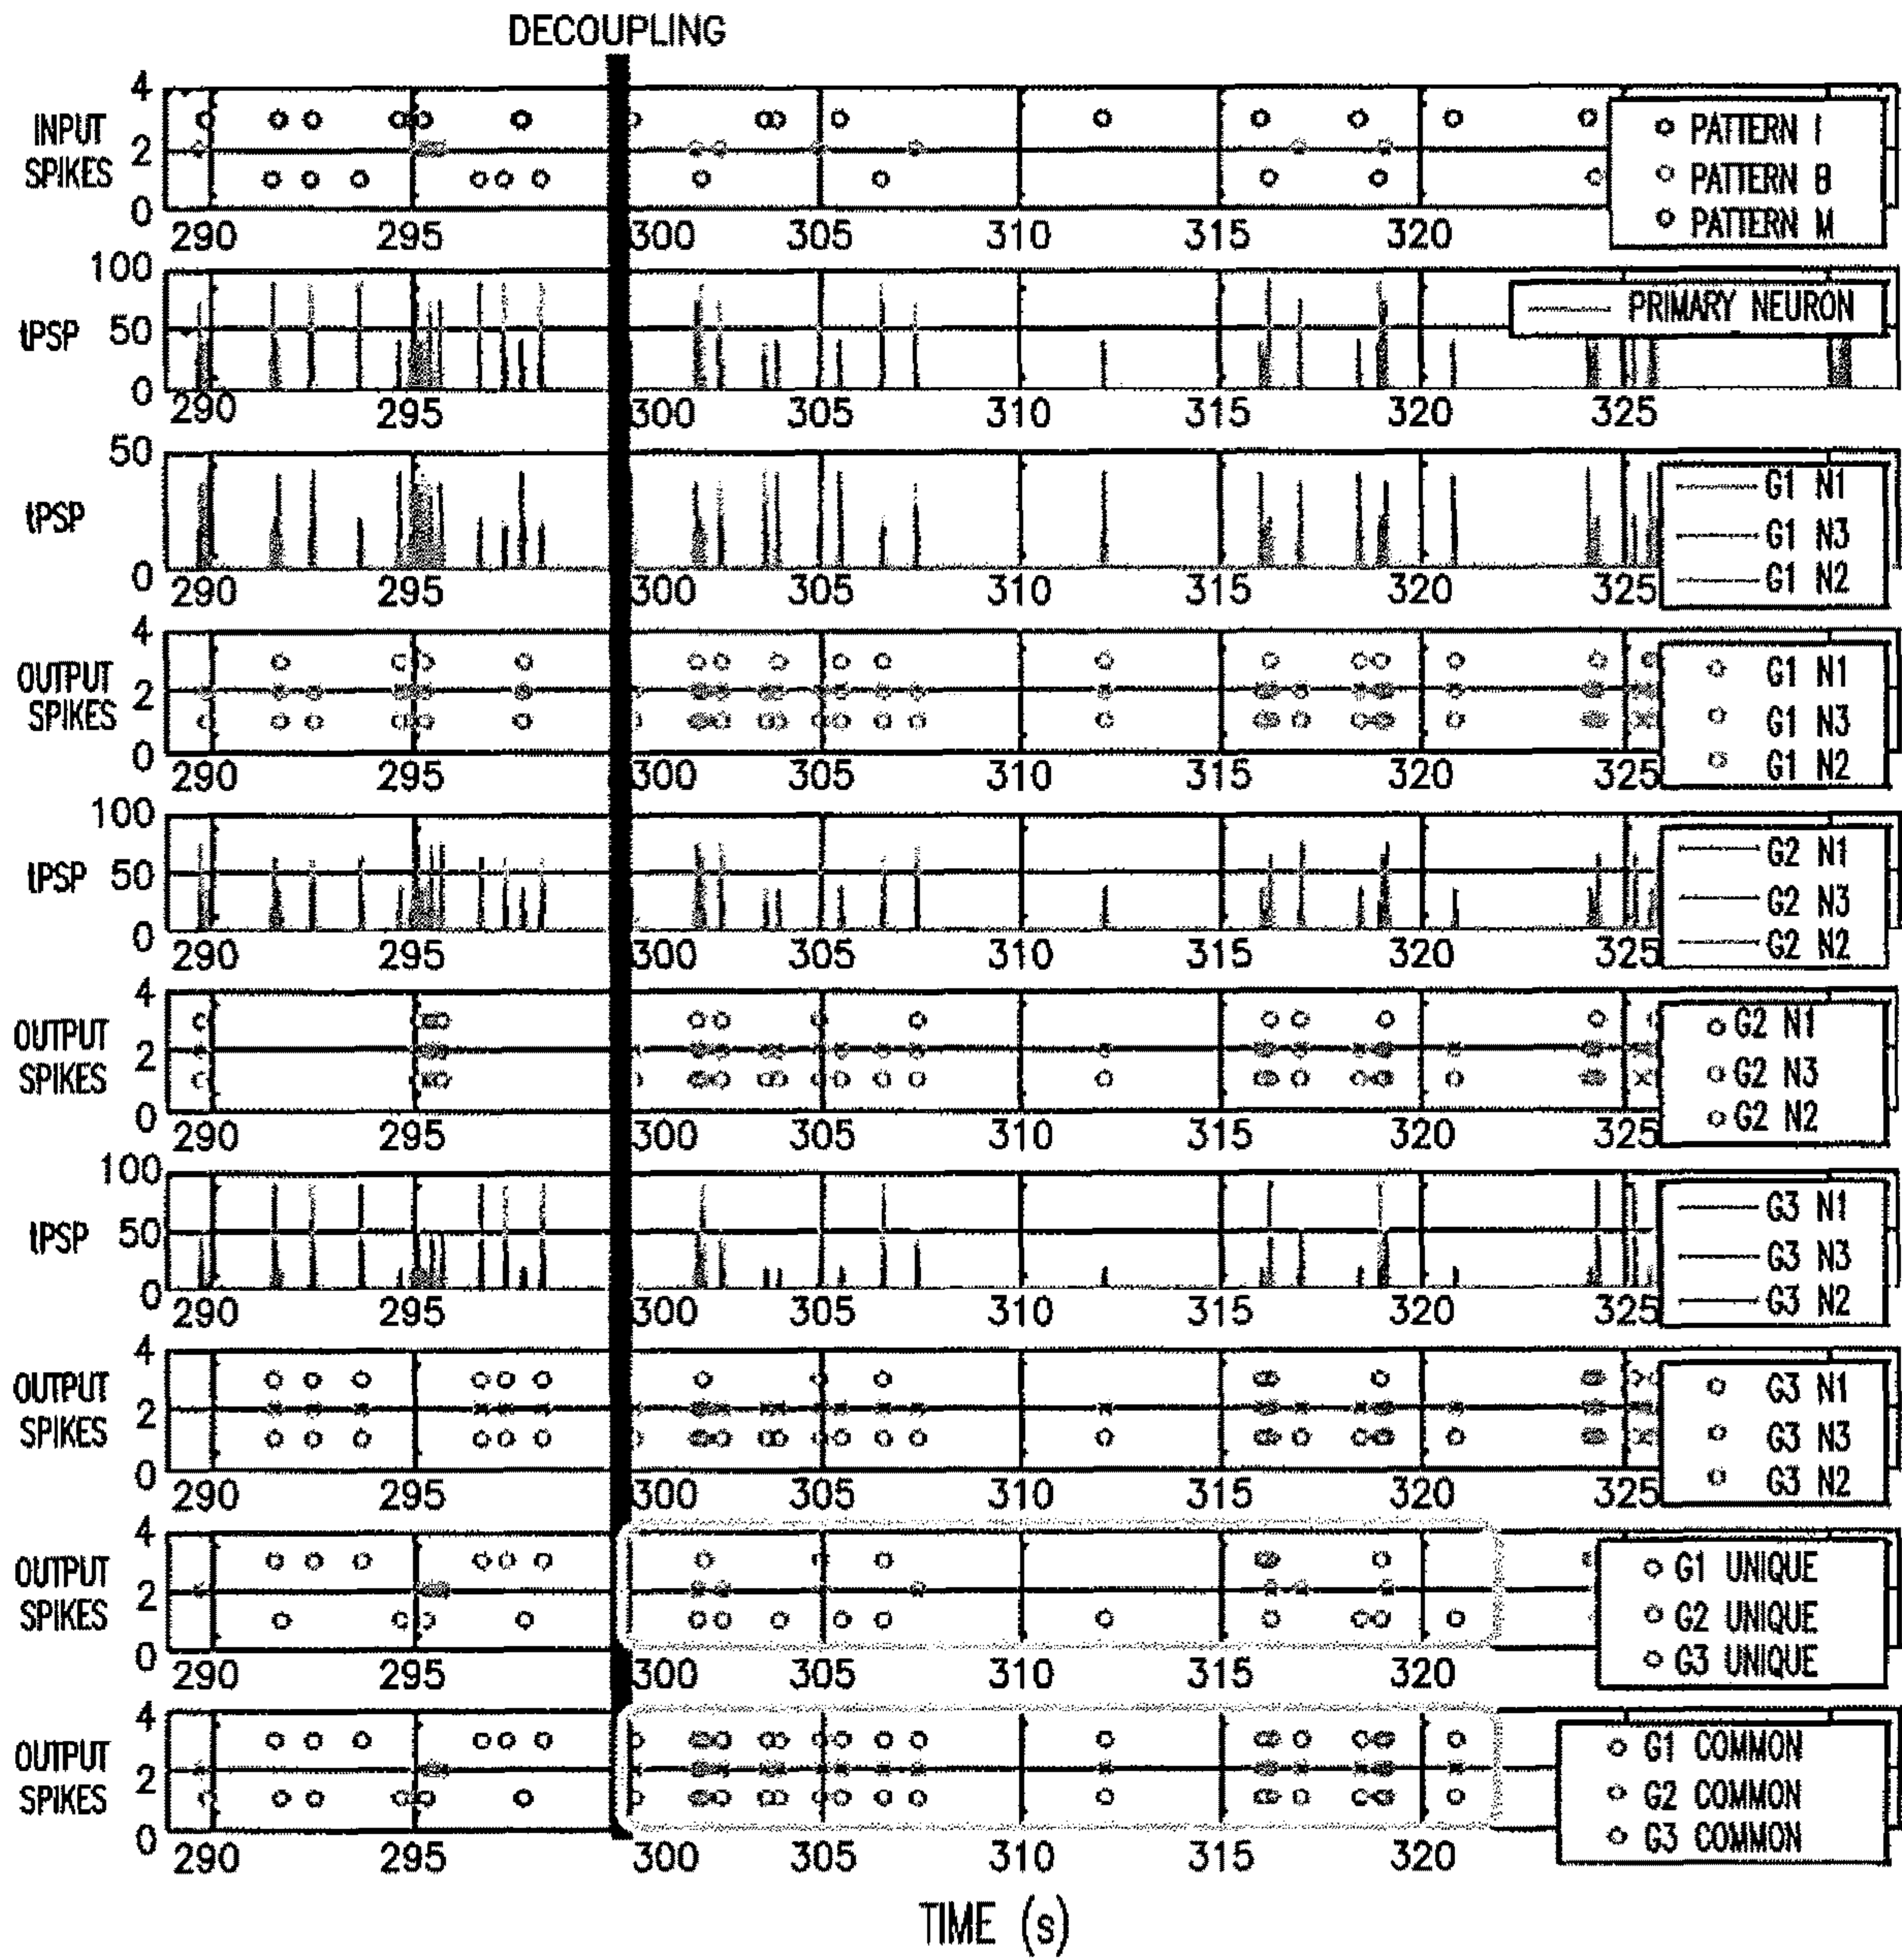 DECOUPLING
INPUT SPIKES
4
2
0
PATTERN I
PATTERN B
PATTERN M
290 295 300 305 310 315 320
tPSP
100
50
0
PRIMARY NEURON
290 295 300 305 310 315 320 325
tPSP
50
0
G1 N1
G1 N3
G1 N2
290 295 300 305 310 315 320 325
OUTPUT SPIKES
4
2
0
G1 N1
G1 N3
G1 N2
290 295 300 305 310 315 320 325
tPSP
100
50
0
G2 N1
G2 N3
G2 N2
290 295 300 305 310 315 320 325
OUTPUT SPIKES
4
2
0
G2 N1
G2 N3
G2 N2
290 295 300 305 310 315 320 325
tPSP
100
50
0
G3 N1
G3 N3
G3 N2
290 295 300 305 310 315 320 325
OUTPUT SPIKES
4
2
0
G3 N1
G3 N3
G3 N2
290 295 300 305 310 315 320 325
OUTPUT SPIKES
4
2
0
G1 UNIQUE
G2 UNIQUE
G3 UNIQUE
290 295 300 305 310 315 320
OUTPUT SPIKES
4
2
0
G1 COMMON
G2 COMMON
G3 COMMON
290 295 300 305 310 315 320
TIME (s)